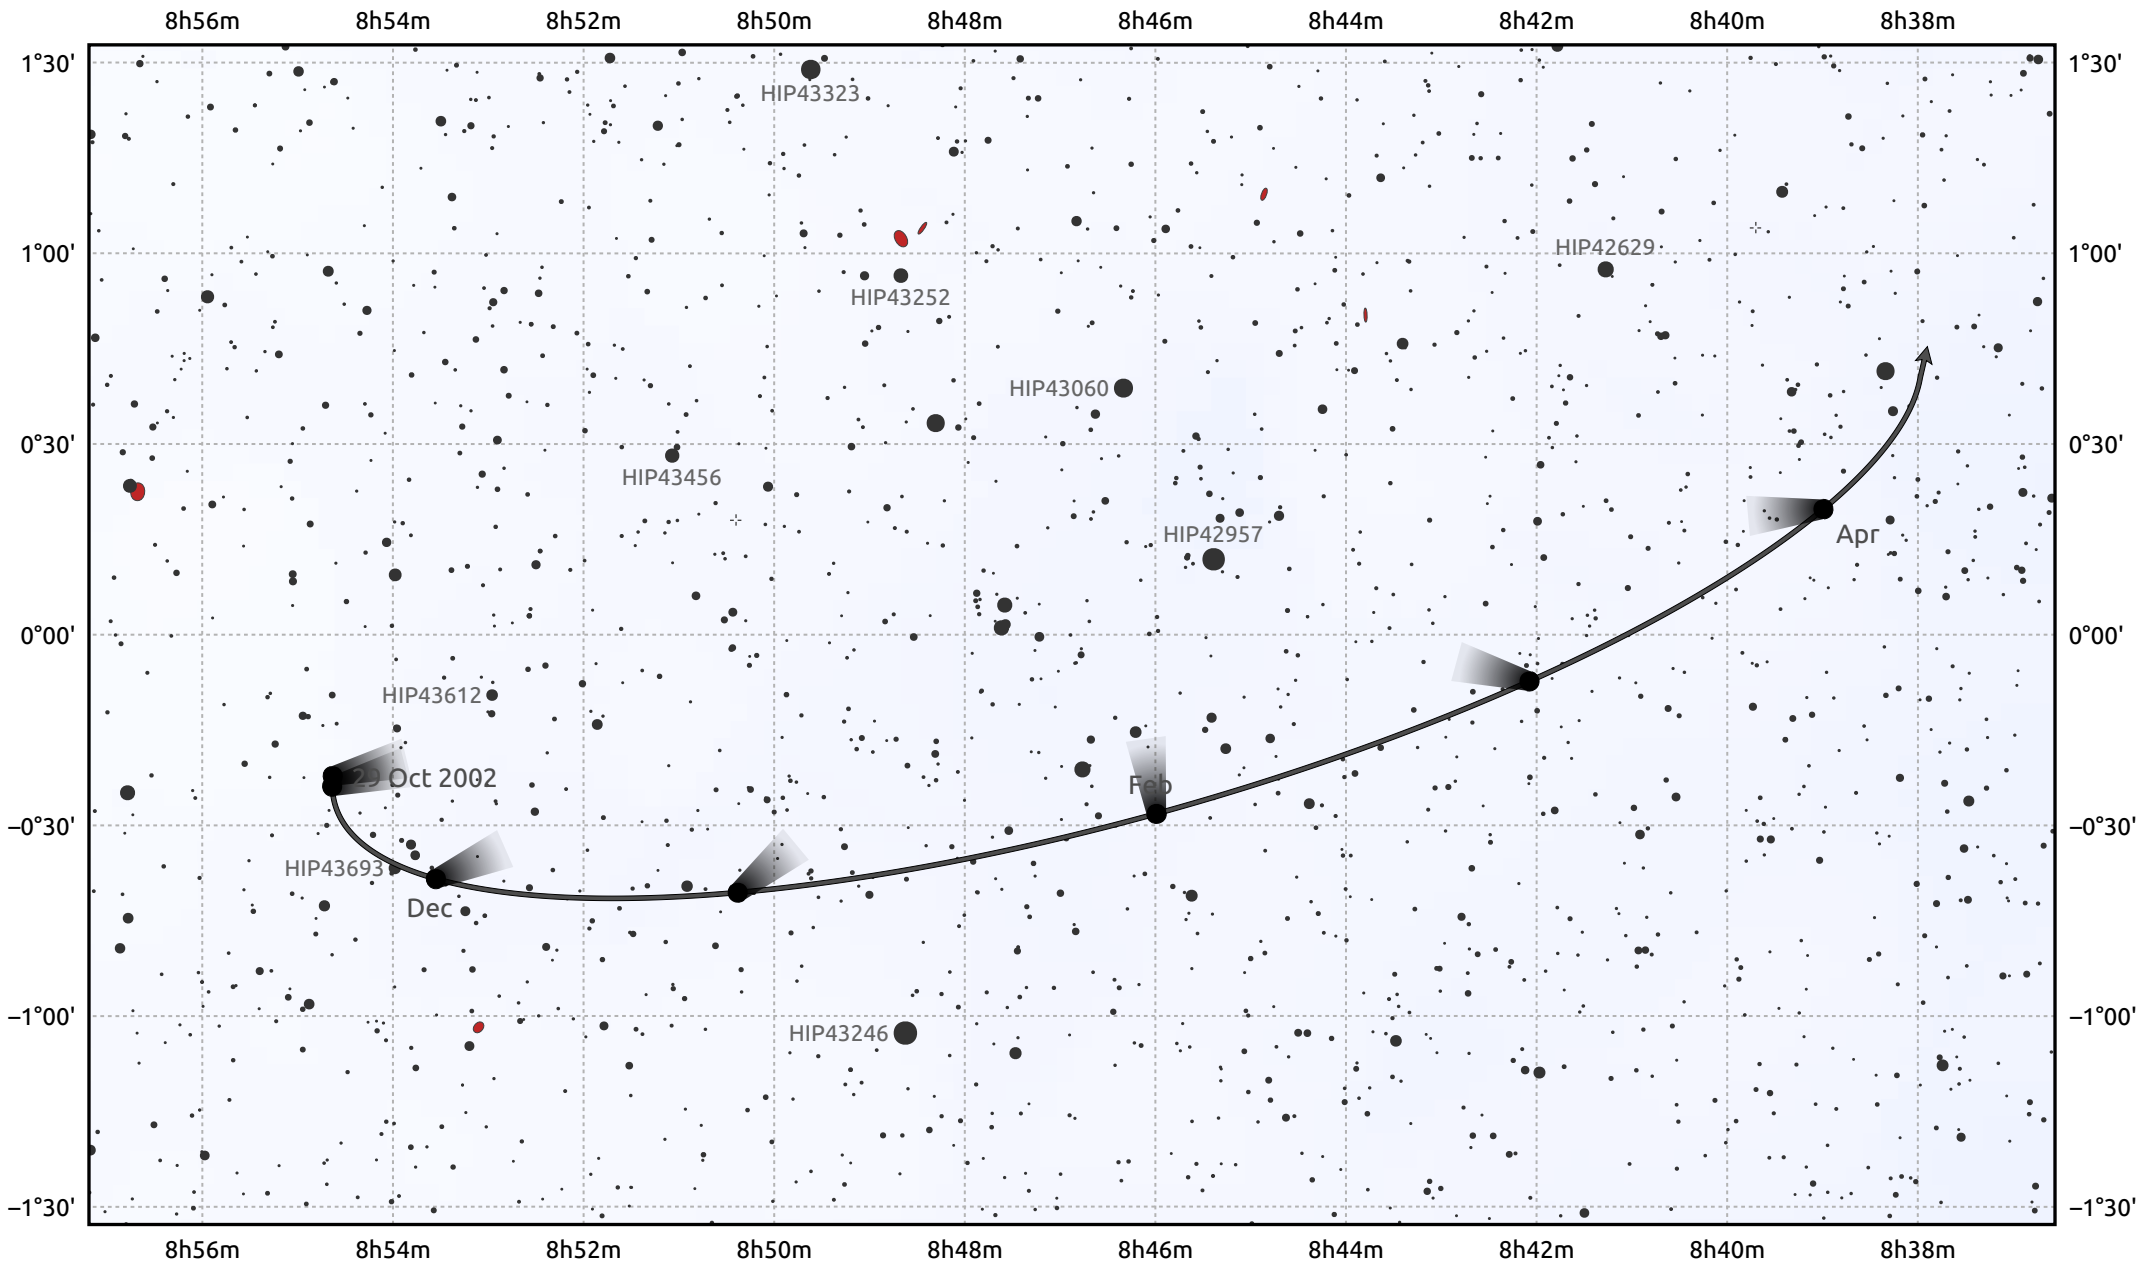 8h56m 8h54m 8h52m 8h50m 8h48m 8h46m 8h44m 8h42m 8h40m 8h38m
1°30' 1°30'
HIP43323
1°00' HIP42629 1°00'
HIP43252
HIP43060
0°30' 0°30'
HIP43456
HIP42957
Apr
0°00' 0°00'
HIP43612
29 Oct 2002
Feb
−0°30' −0°30'
HIP43693
Dec
−1°00' −1°00'
HIP43246
−1°30' −1°30'
8h56m 8h54m 8h52m 8h50m 8h48m 8h46m 8h44m 8h42m 8h40m 8h38m